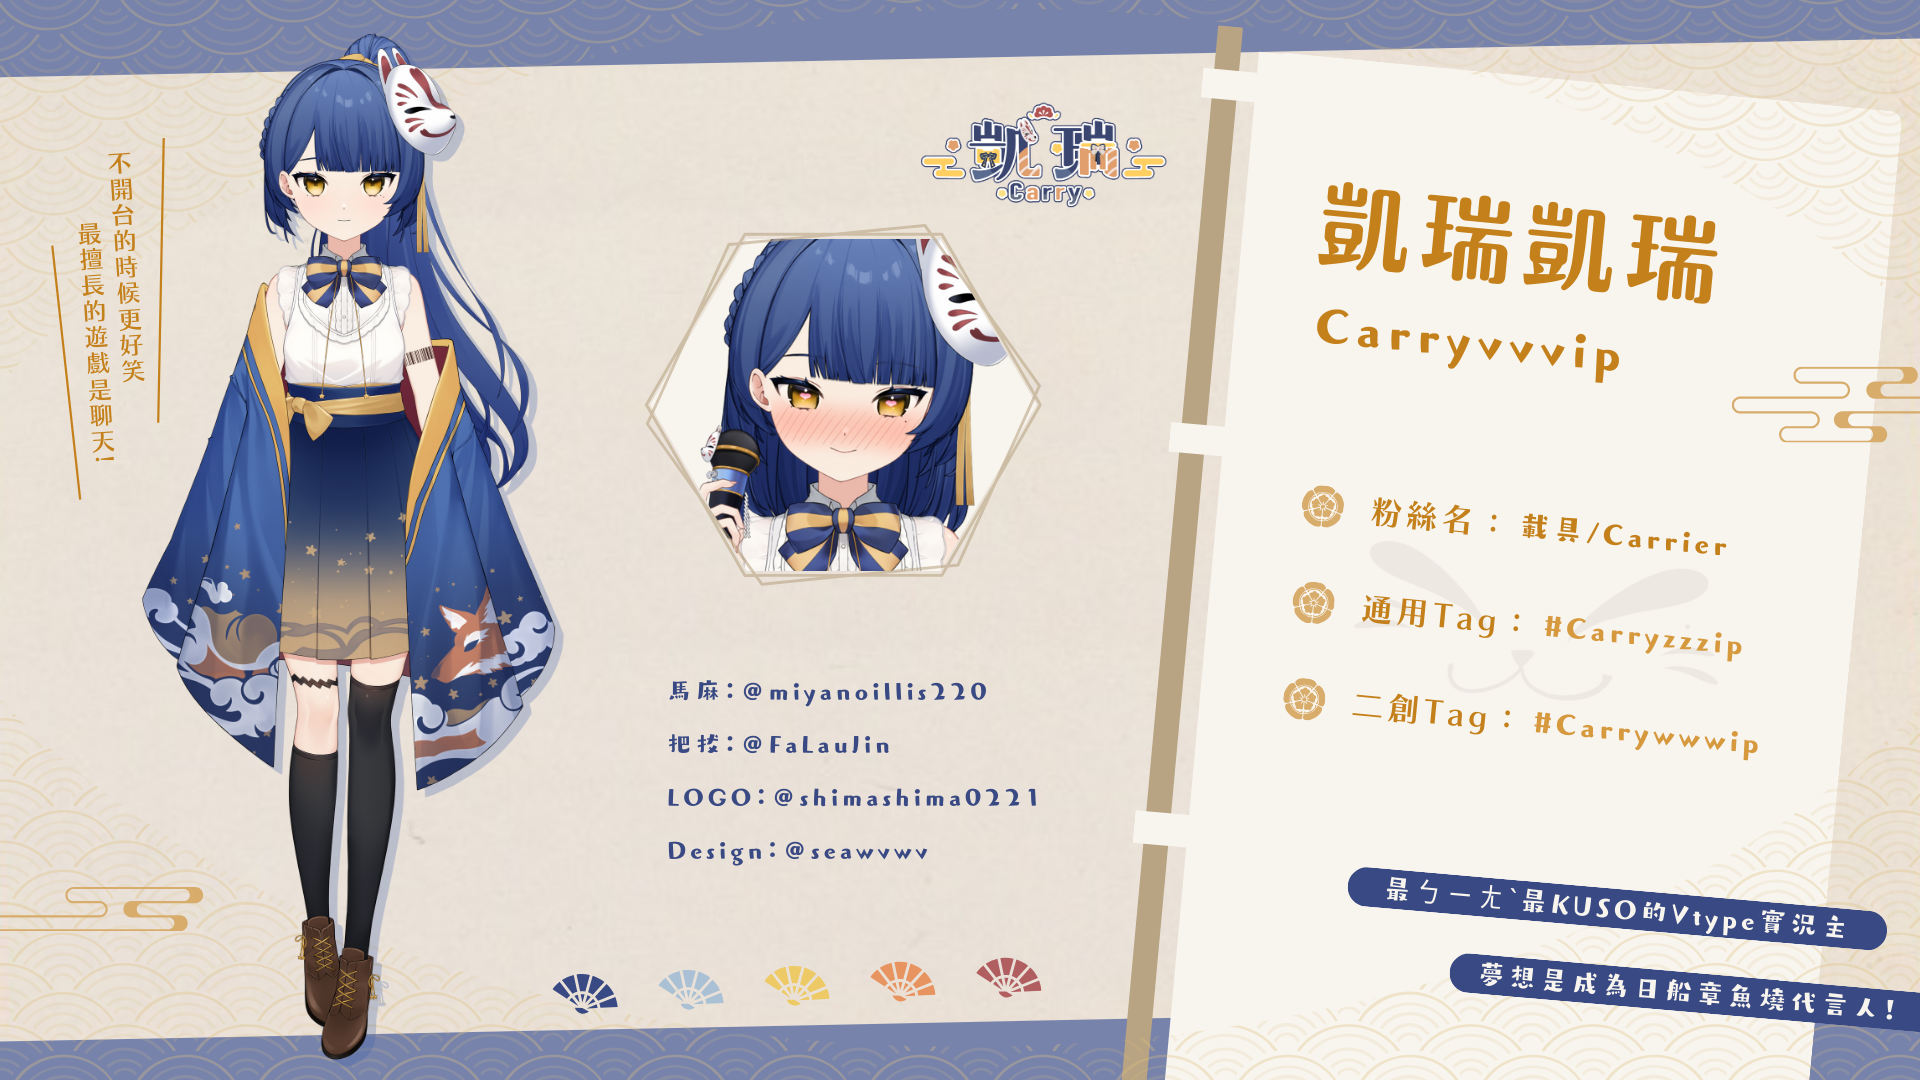 不開台的時候更好笑
最擅長的遊戲是聊天!
凱瑞
Carry
馬麻：@miyanoillis220
把拔：@FaLauJin
LOGO：@shimashima0221
Design：@seawvwv
凱瑞凱瑞
Carryvvvip
粉絲名：載具/Carrier
通用Tag：#Carryzzzip
二創Tag：#Carrywwwip
最ㄅㄧㄤˋ最KUSO的Vtype實況主
夢想是成為日船章魚燒代言人!